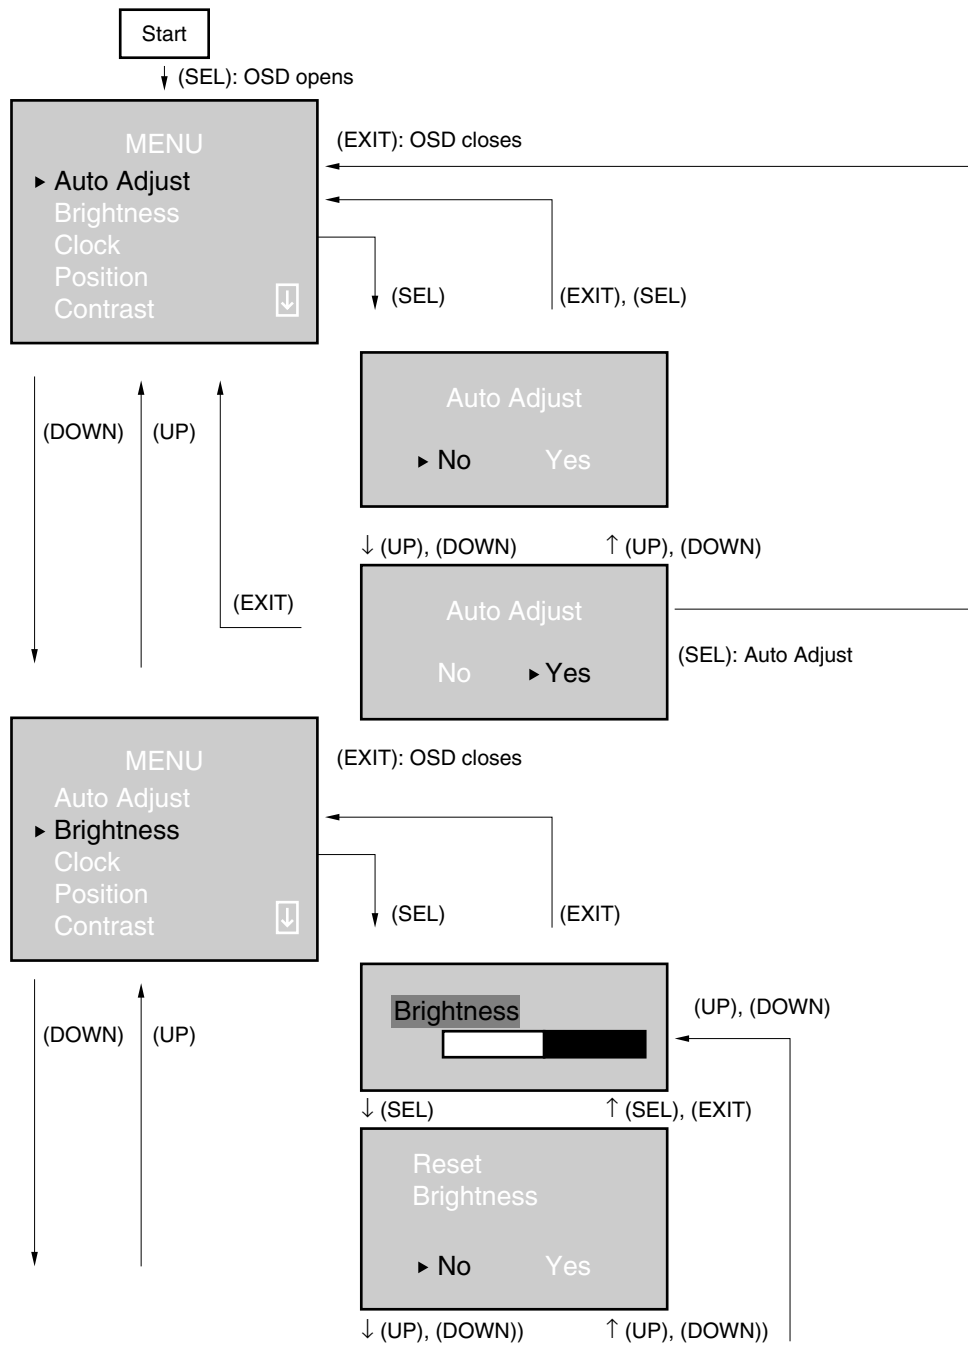 Start
↓ (SEL): OSD opens
MENU
▸ Auto Adjust
Brightness
Clock
Position
Contrast ↓
(EXIT): OSD closes
(SEL)
(EXIT), (SEL)
Auto Adjust
▸ No Yes
(DOWN) (UP)
↓ (UP), (DOWN) ↑ (UP), (DOWN)
(EXIT)
Auto Adjust
No ▸ Yes
(SEL): Auto Adjust
MENU
Auto Adjust
▸ Brightness
Clock
Position
Contrast ↓
(EXIT): OSD closes
(SEL)
(EXIT)
Brightness
(UP), (DOWN)
(DOWN) (UP)
↓ (SEL) ↑ (SEL), (EXIT)
Reset
Brightness
▸ No Yes
↓ (UP), (DOWN)) ↑ (UP), (DOWN))